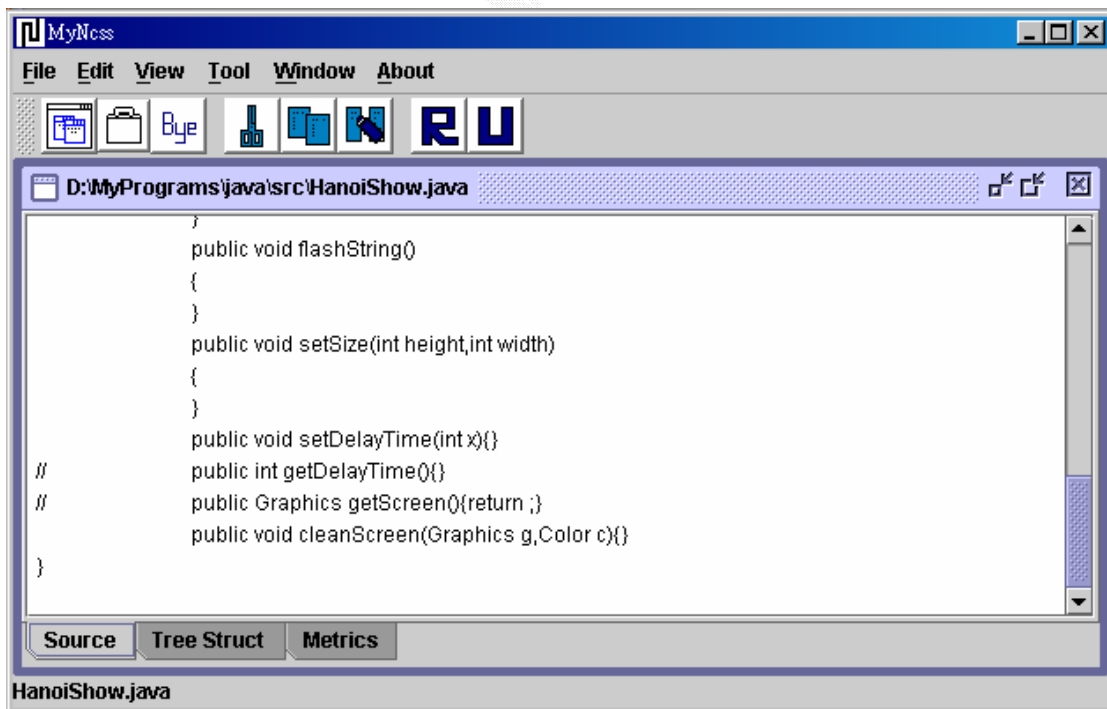 MyNcss
File Edit View Tool Window About
Bye R U
D:\MyPrograms\java\src\HanoiShow.java
}
public void flashString()
{
}
public void setSize(int height,int width)
{
}
public void setDelayTime(int x){}
// public int getDelayTime(){}
// public Graphics getScreen(){return ;}
public void cleanScreen(Graphics g,Color c){}
}
Source Tree Struct Metrics
HanoiShow.java